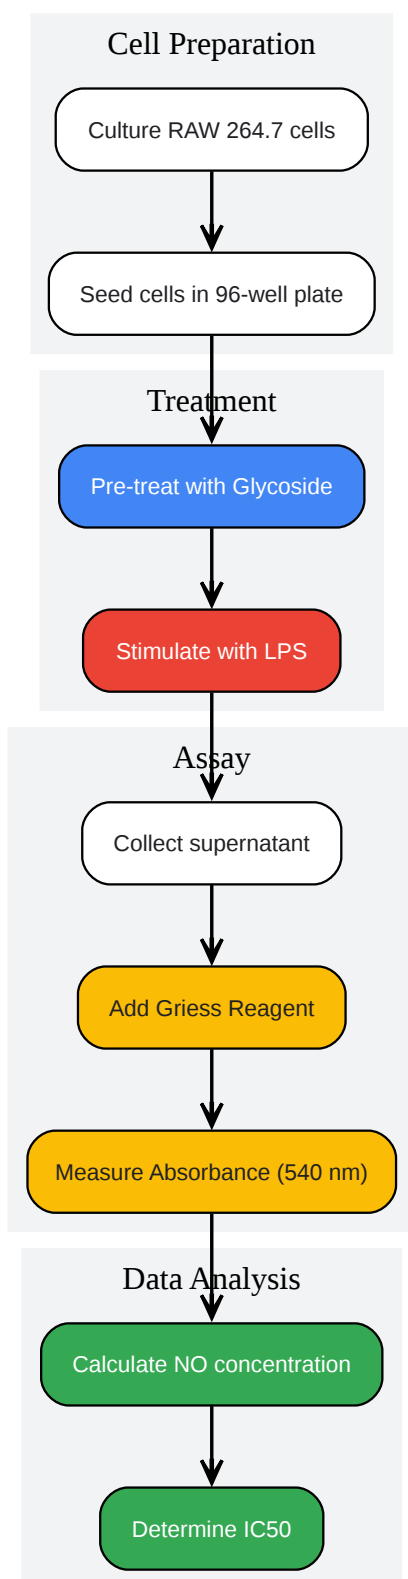 Cell Preparation
Culture RAW 264.7 cells
Seed cells in 96-well plate
Treatment
Pre-treat with Glycoside
Stimulate with LPS
Assay
Collect supernatant
Add Griess Reagent
Measure Absorbance (540 nm)
Data Analysis
Calculate NO concentration
Determine IC50